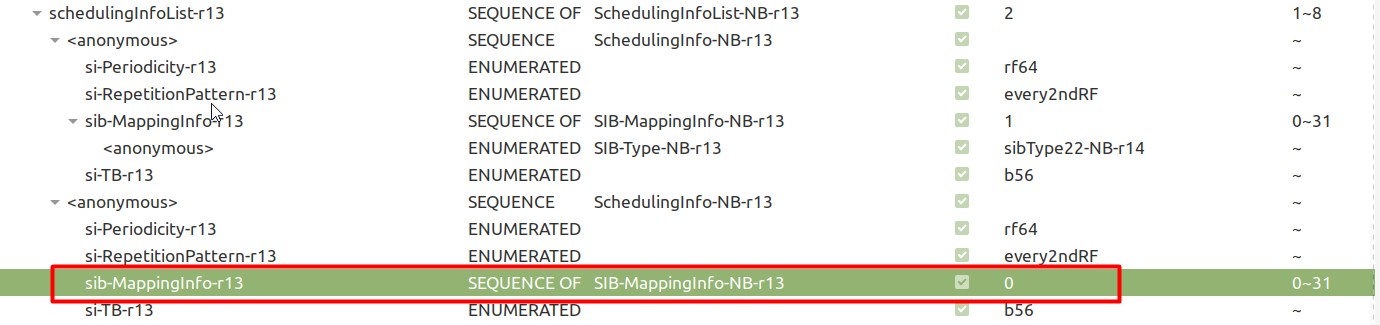 schedulingInfoList-r13 SEQUENCE OF SchedulingInfoList-NB-r13 2 1~8
<anonymous> SEQUENCE SchedulingInfo-NB-r13 ~
si-Periodicity-r13 ENUMERATED rf64 ~
si-RepetitionPattern-r13 ENUMERATED every2ndRF ~
sib-MappingInfo-r13 SEQUENCE OF SIB-MappingInfo-NB-r13 1 0~31
<anonymous> ENUMERATED SIB-Type-NB-r13 sibType22-NB-r14 ~
si-TB-r13 ENUMERATED b56 ~
<anonymous> SEQUENCE SchedulingInfo-NB-r13 ~
si-Periodicity-r13 ENUMERATED rf64 ~
si-RepetitionPattern-r13 ENUMERATED every2ndRF ~
sib-MappingInfo-r13 SEQUENCE OF SIB-MappingInfo-NB-r13 0 0~31
si-TB-r13 ENUMERATED b56 ~